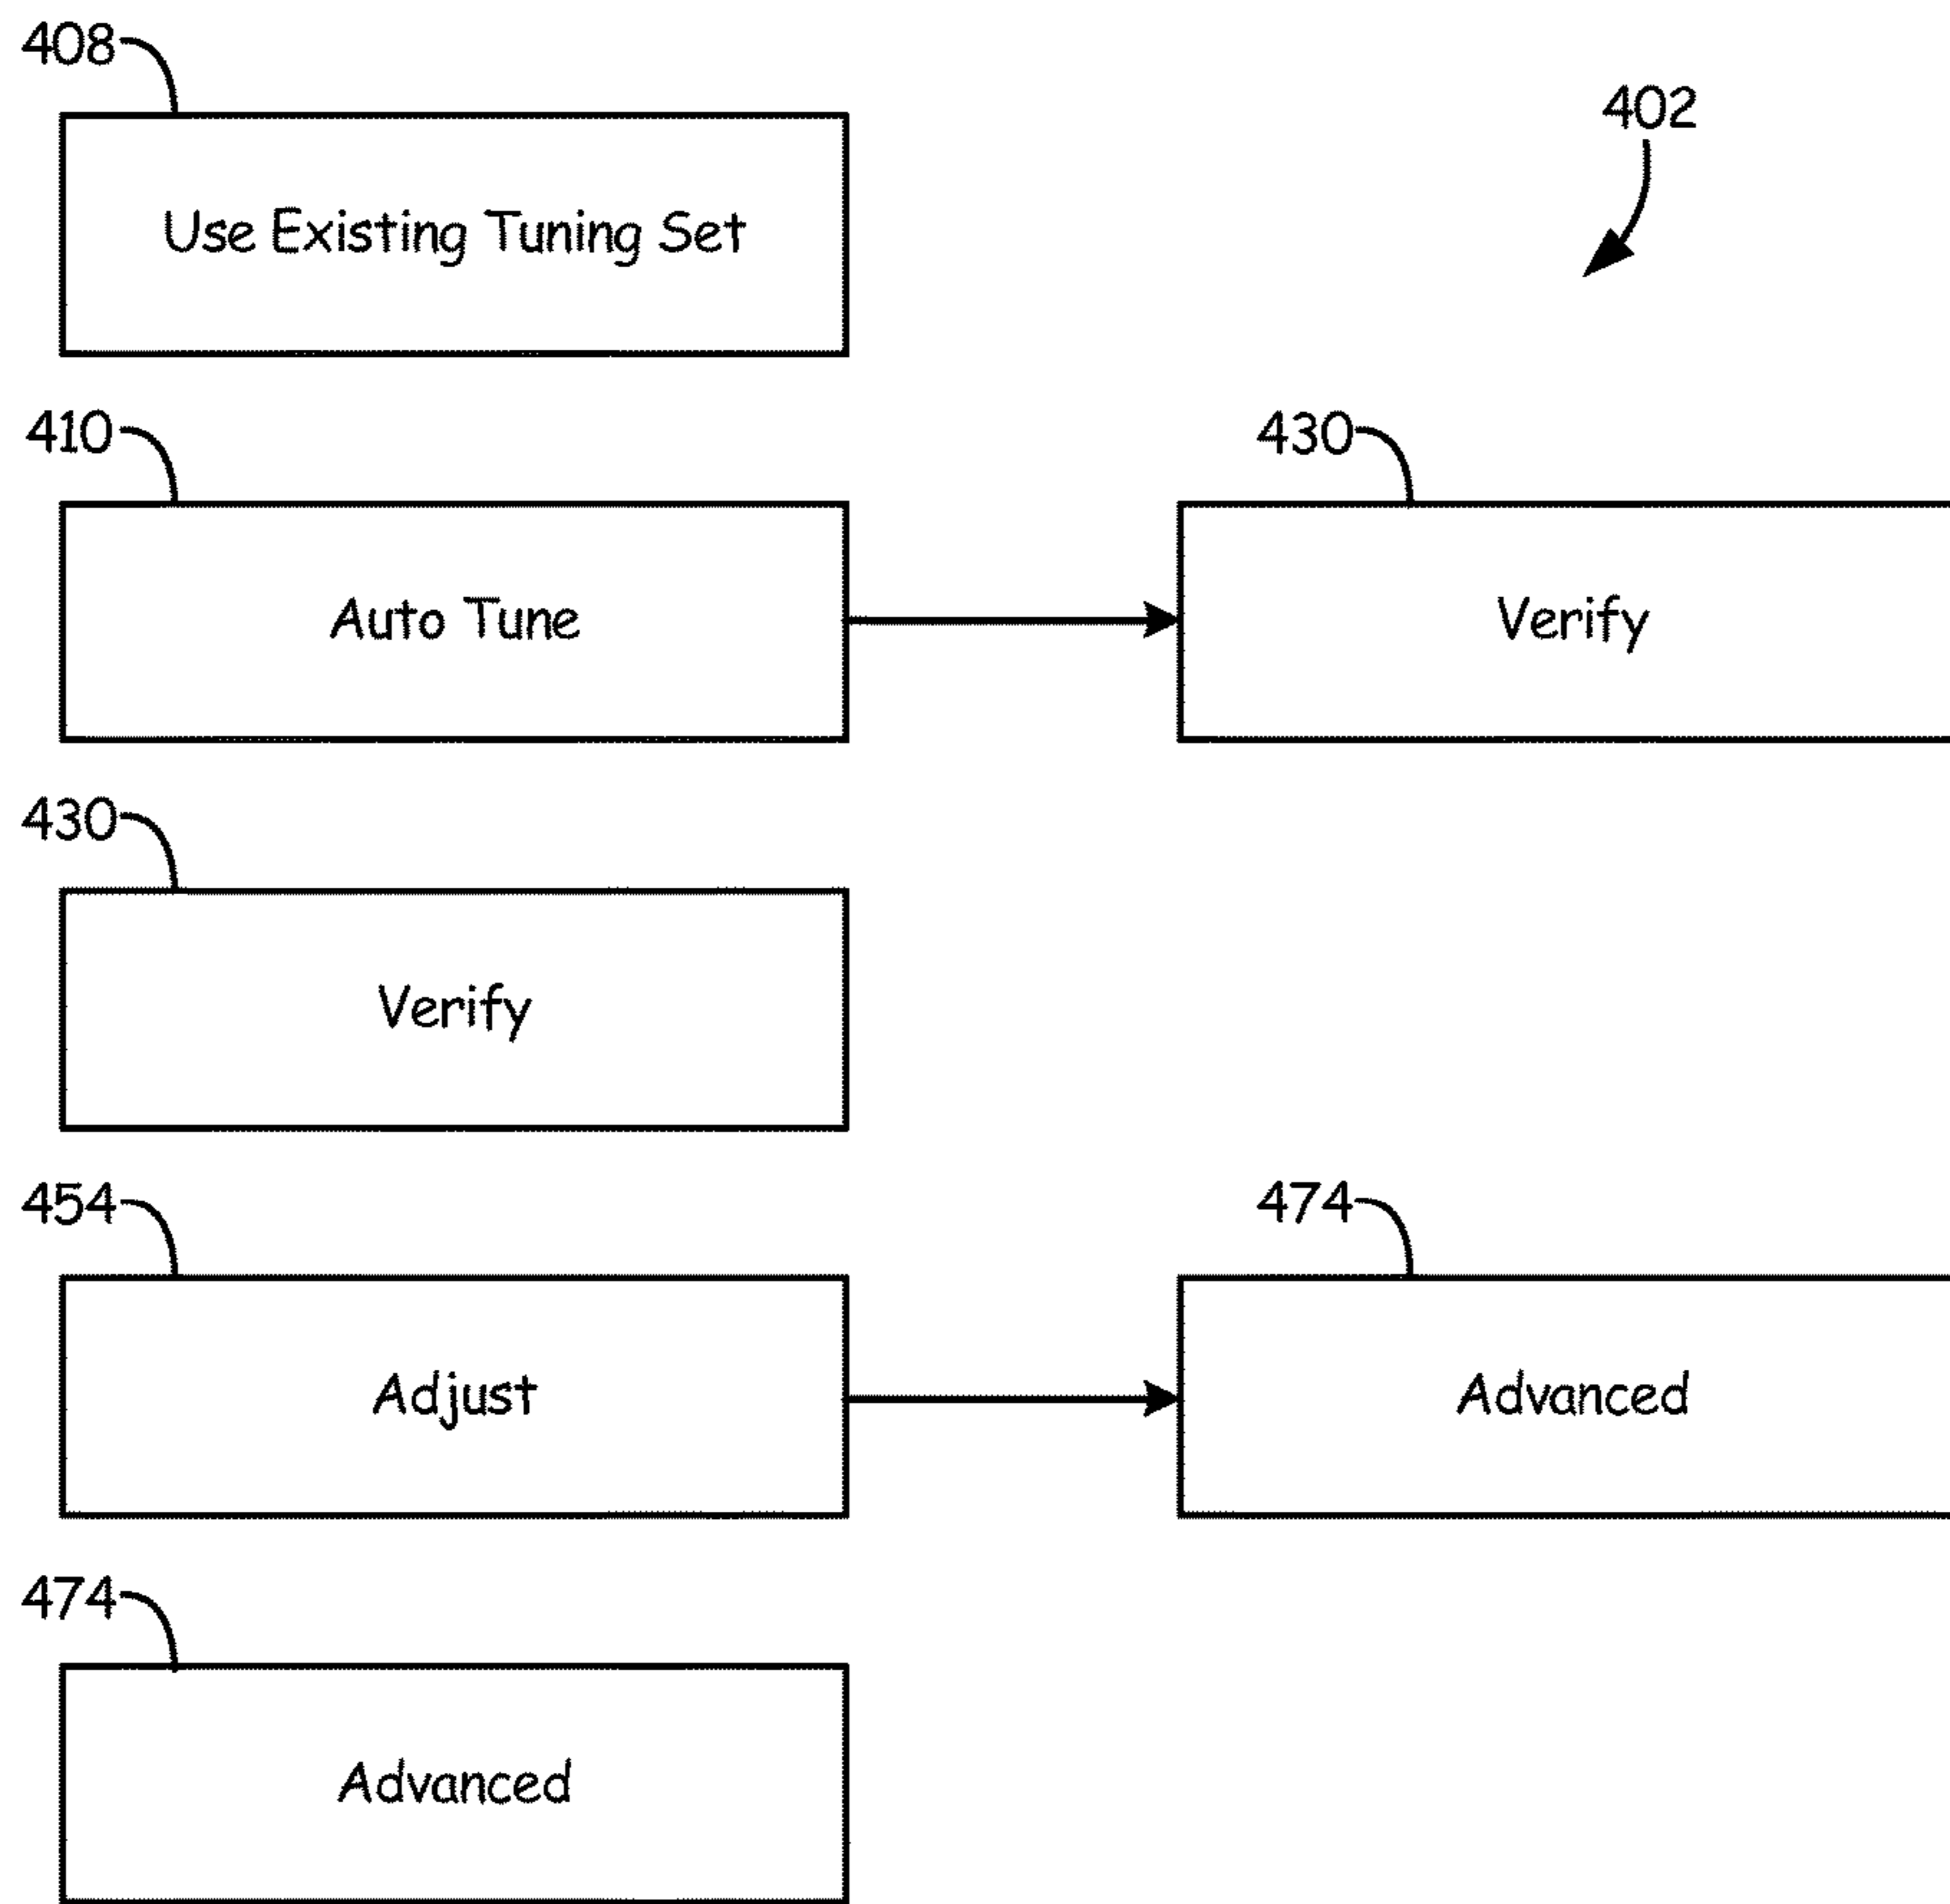 408
402
Use Existing Tuning Set
410
430
Auto Tune
Verify
430
Verify
454
474
Adjust
Advanced
474
Advanced